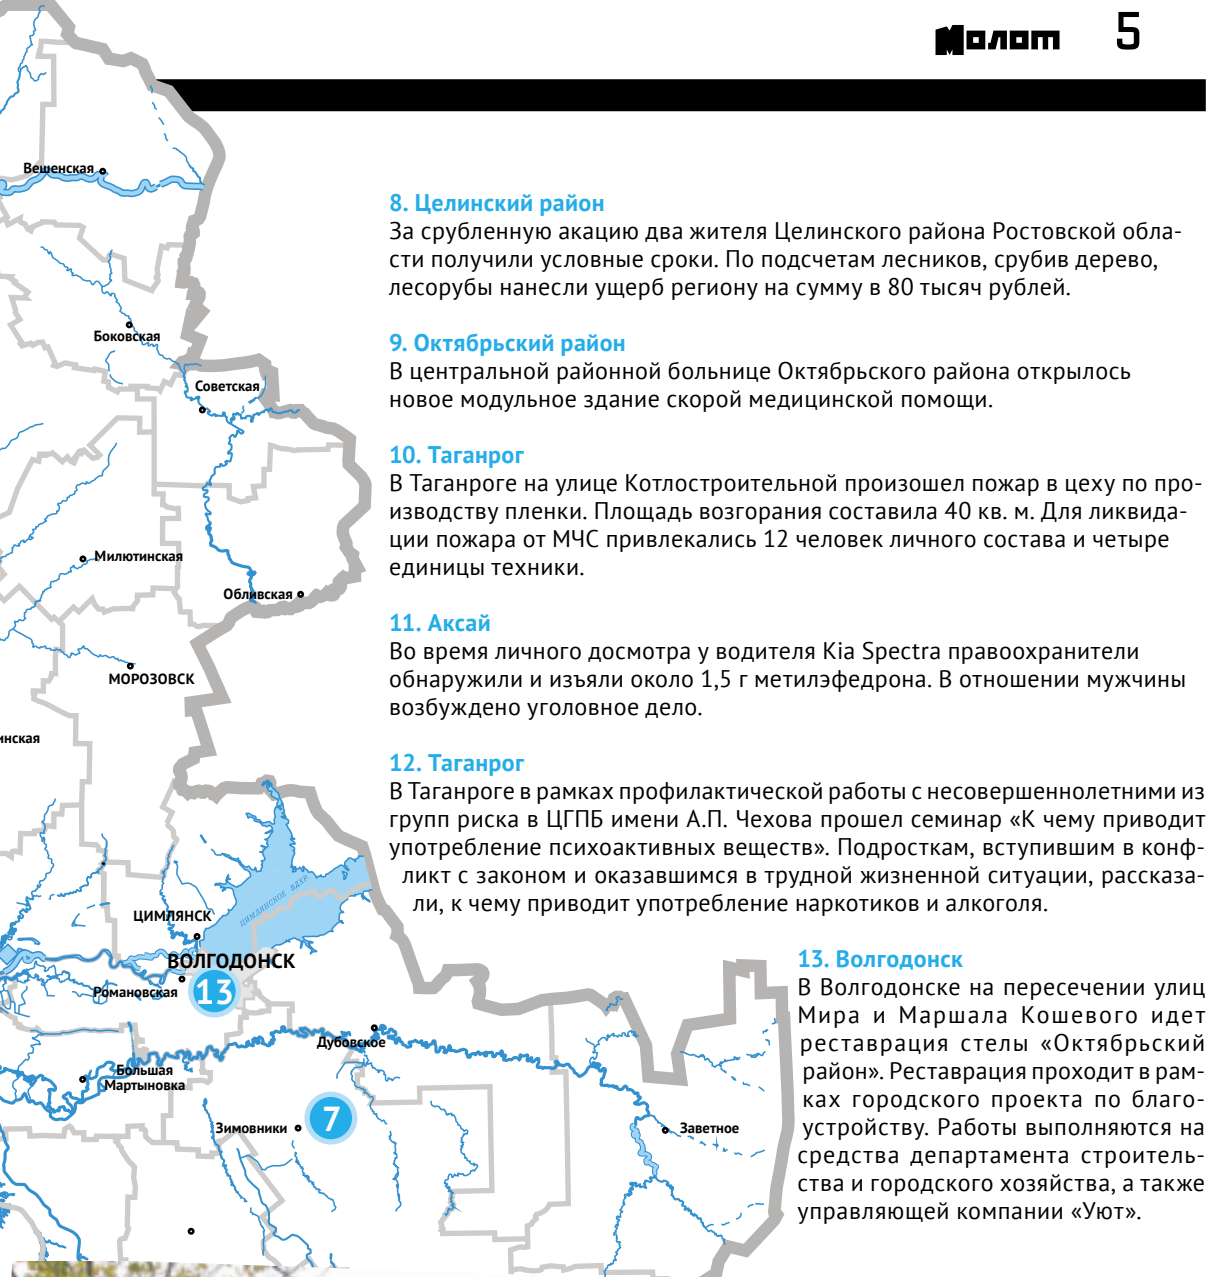 Молот 5
Вешенская
Боковская
Советская
Милютинская
Обливская
МОРОЗОВСК
инская
ЦИМЛЯНСКОЕ ВДХР.
ЦИМЛЯНСК
ВОЛГОДОНСК
Романовская
13
Дубовское
Большая
Мартыновка
Зимовники
7
Заветное
8. Целинский район
За срубленную акацию два жителя Целинского района Ростовской обла-
сти получили условные сроки. По подсчетам лесников, срубив дерево,
лесорубы нанесли ущерб региону на сумму в 80 тысяч рублей.
9. Октябрьский район
В центральной районной больнице Октябрьского района открылось
новое модульное здание скорой медицинской помощи.
10. Таганрог
В Таганроге на улице Котлостроительной произошел пожар в цеху по про-
изводству пленки. Площадь возгорания составила 40 кв. м. Для ликвида-
ции пожара от МЧС привлекались 12 человек личного состава и четыре
единицы техники.
11. Аксай
Во время личного досмотра у водителя Kia Spectra правоохранители
обнаружили и изъяли около 1,5 г метилэфедрона. В отношении мужчины
возбуждено уголовное дело.
12. Таганрог
В Таганроге в рамках профилактической работы с несовершеннолетними из
групп риска в ЦГПБ имени А.П. Чехова прошел семинар «К чему приводит
употребление психоактивных веществ». Подросткам, вступившим в конф-
ликт с законом и оказавшимся в трудной жизненной ситуации, рассказа-
ли, к чему приводит употребление наркотиков и алкоголя.
13. Волгодонск
В Волгодонске на пересечении улиц
Мира и Маршала Кошевого идет
реставрация стелы «Октябрьский
район». Реставрация проходит в рам-
ках городского проекта по благо-
устройству. Работы выполняются на
средства департамента строитель-
ства и городского хозяйства, а также
управляющей компании «Уют».